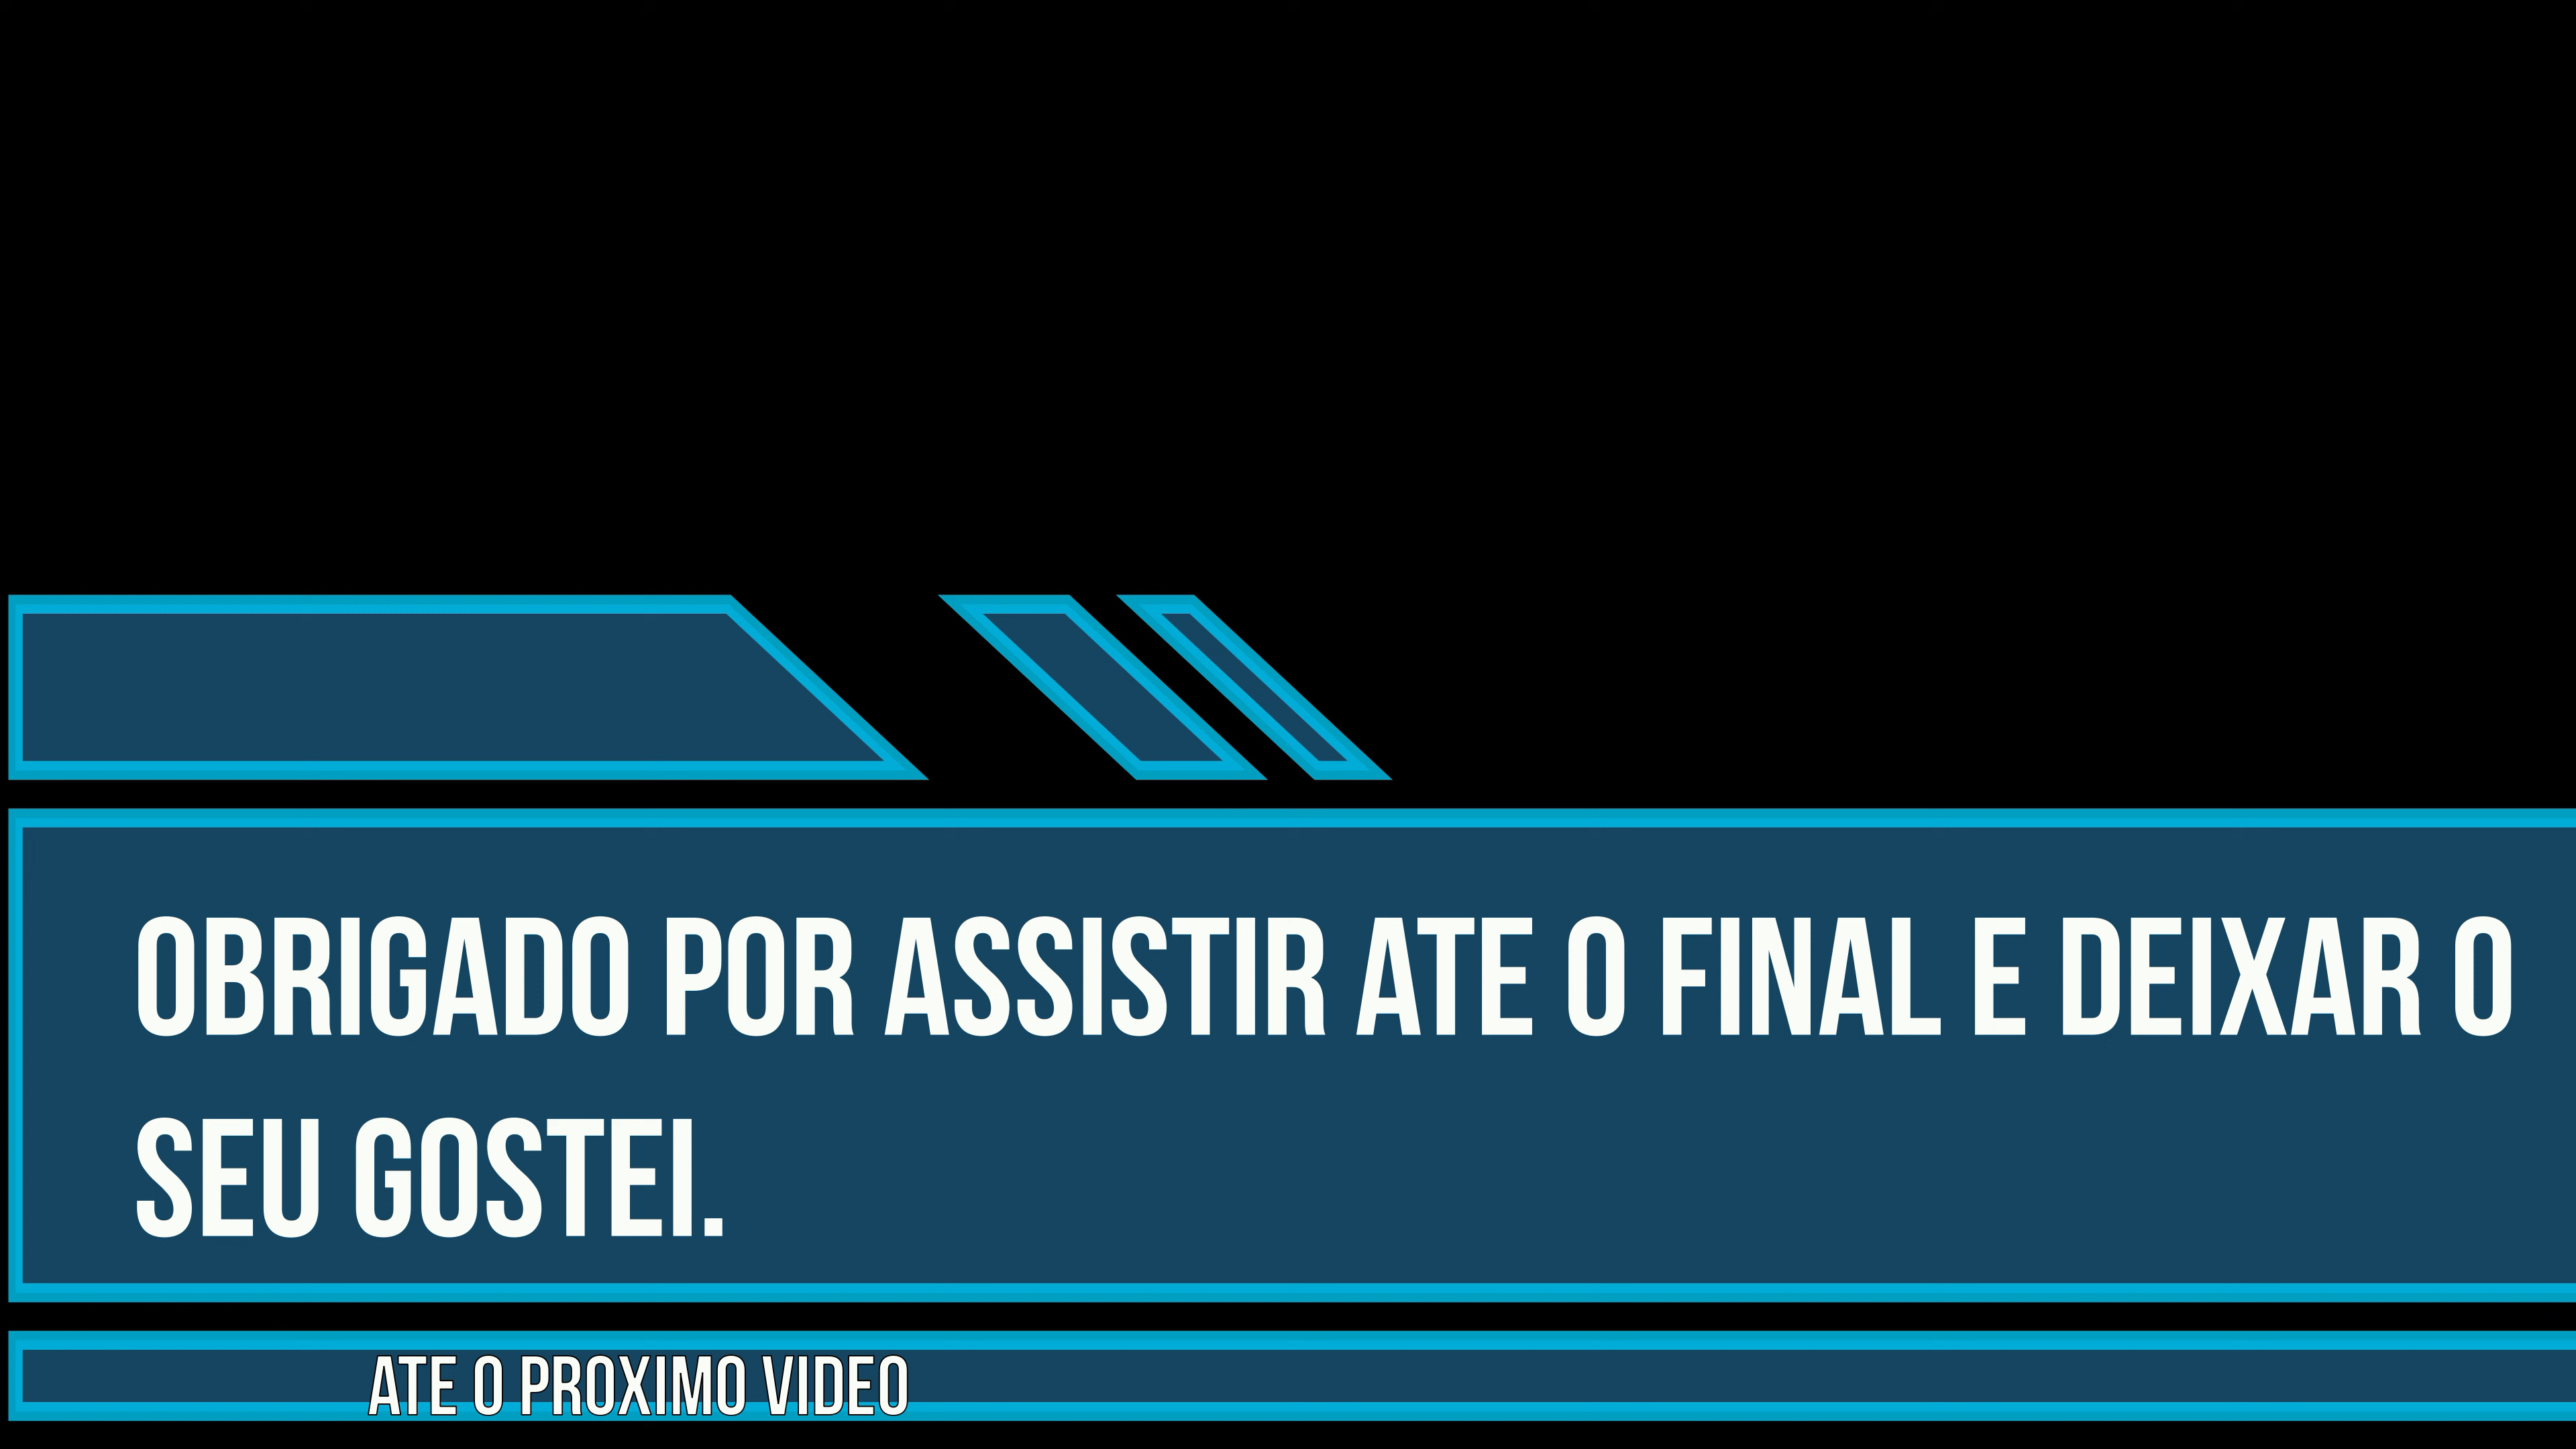 OBRIGADO POR ASSISTIR ATE O FINAL E DEIXAR O
SEU GOSTEI.
ATE O PROXIMO VIDEO